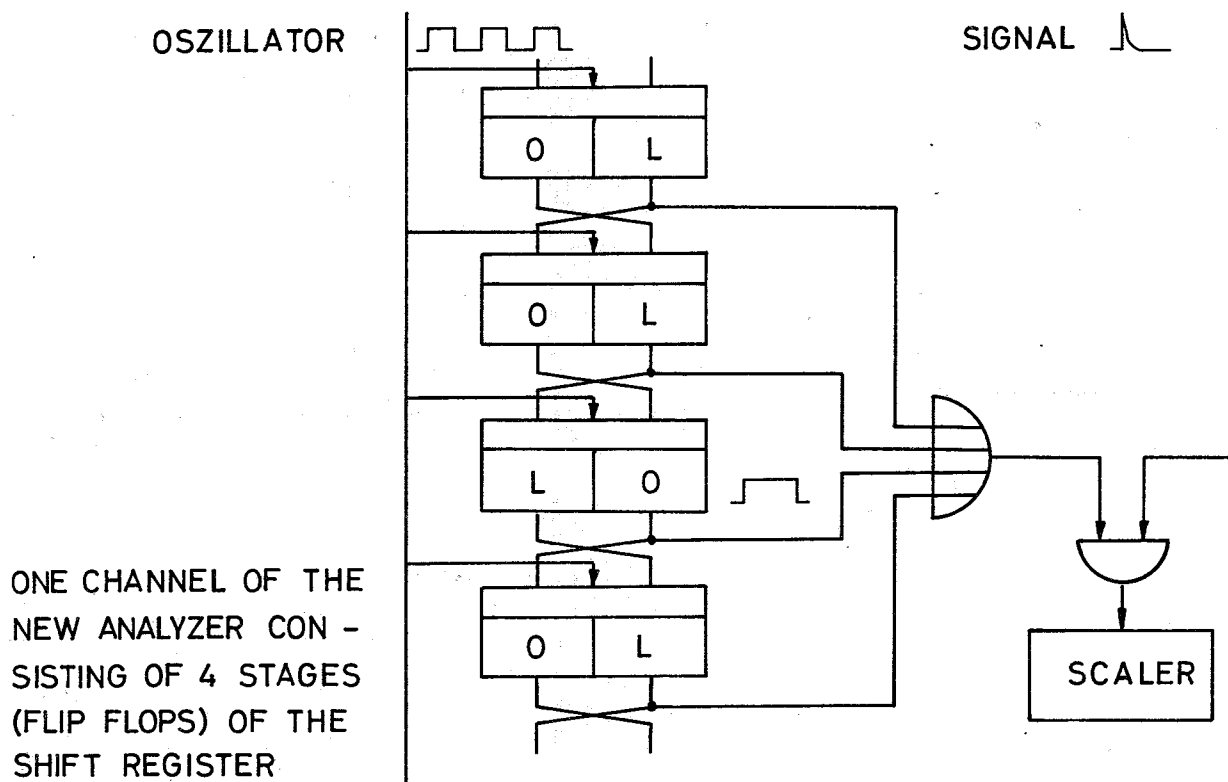 OSZILLATOR
SIGNAL
O L
O L
L O
O L
ONE CHANNEL OF THE
NEW ANALYZER CON -
SISTING OF 4 STAGES
(FLIP FLOPS) OF THE
SHIFT REGISTER
SCALER